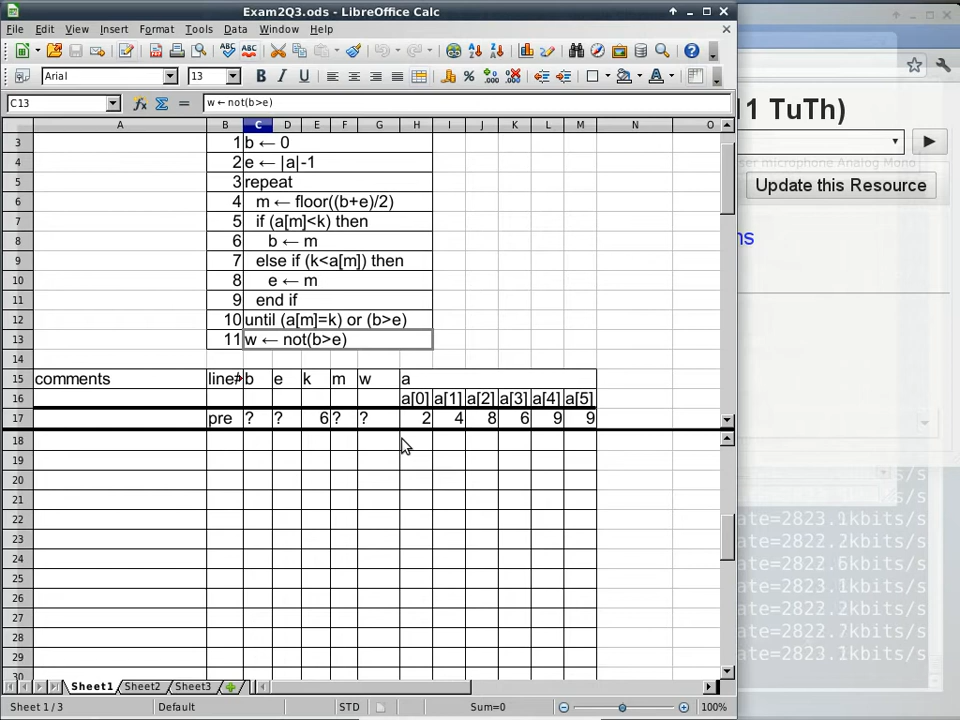 Exam2Q3.ods - LibreOffice Calc
File Edit View Insert Format Tools Data Window Help
Arial 13
C13 w ← not(b>e)
A B C D E F G H I J K L M N O
3 1 b ← 0
4 2 e ← |a|-1
5 3 repeat
6 4 m ← floor((b+e)/2)
7 5 if (a[m]<k) then
8 6 b ← m
9 7 else if (k<a[m]) then
10 8 e ← m
11 9 end if
12 10 until (a[m]=k) or (b>e)
13 11 w ← not(b>e)
14
15 comments line# b e k m w a
16 a[0] a[1] a[2] a[3] a[4] a[5]
17 pre ? ? 6 ? ? 2 4 8 6 9 9
18
19
20
21
22
23
24
25
26
27
28
29
30
Sheet1 Sheet2 Sheet3
Sheet 1 / 3 Default STD Sum=0 100%
11 TuTh)
ser microphone Analog Mono
Update this Resource
ns
ate=2823.1kbits/s
ate=2822.2kbits/s
ate=2822.6kbits/s
ate=2823.1kbits/s
ate=2822.2kbits/s
ate=2822.7kbits/s
ate=2823.1kbits/s